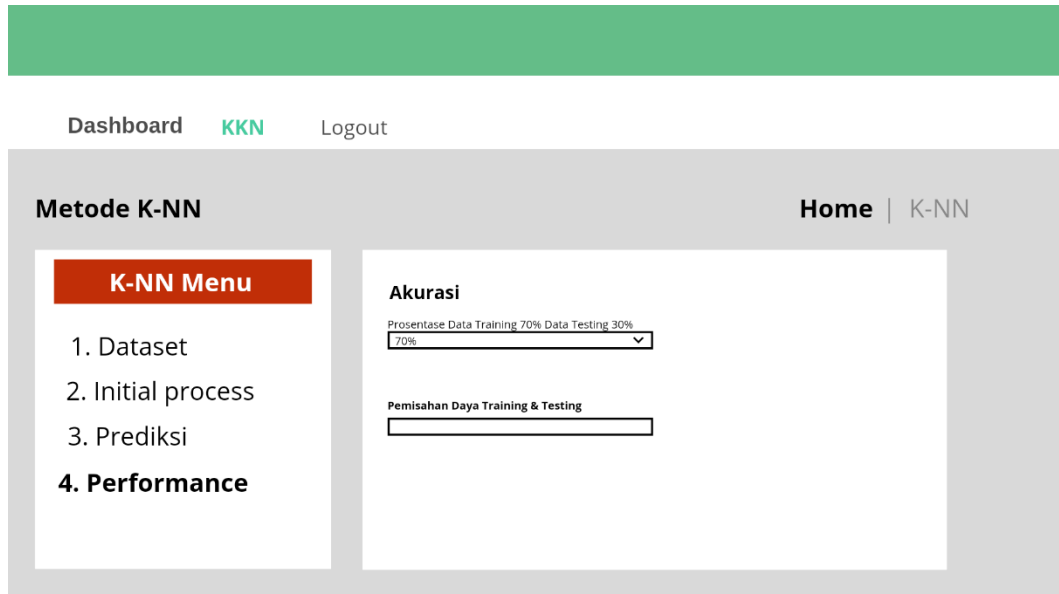 Dashboard KKN Logout
Metode K-NN
Home | K-NN
K-NN Menu
1. Dataset
2. Initial process
3. Prediksi
4. Performance
Akurasi
Prosentase Data Training 70% Data Testing 30%
70%
Pemisahan Daya Training & Testing